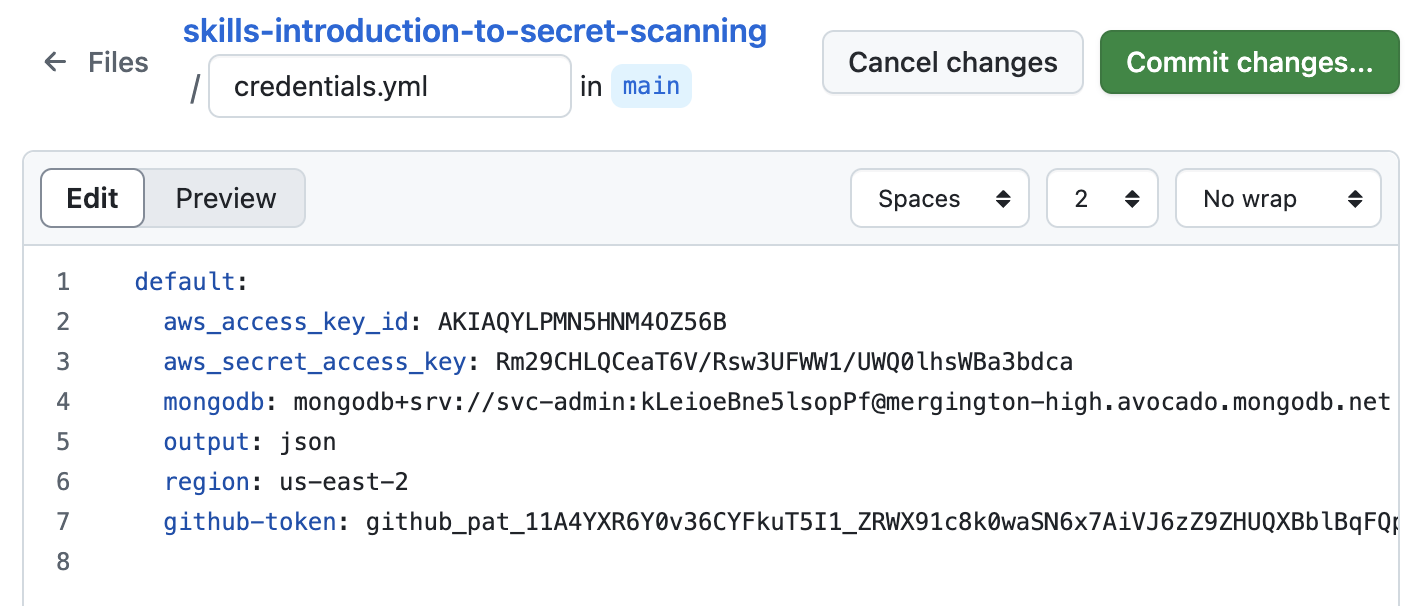 skills-introduction-to-secret-scanning
← Files
/ credentials.yml in main
Cancel changes
Commit changes...
Edit Preview
Spaces 2 No wrap
1 default:
2 aws_access_key_id: AKIAQYLPMN5HNM4OZ56B
3 aws_secret_access_key: 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
4 mongodb: mongodb+srv://svc-admin:kLeioeBne5lsopPf@mergington-high.avocado.mongodb.net
5 output: json
6 region: us-east-2
7 github-token: github_pat_11A4YXR6Y0v36CYFkuT5I1_ZRWX91c8k0waSN6x7AiVJ6zZ9ZHUQXBblBqFQp
8